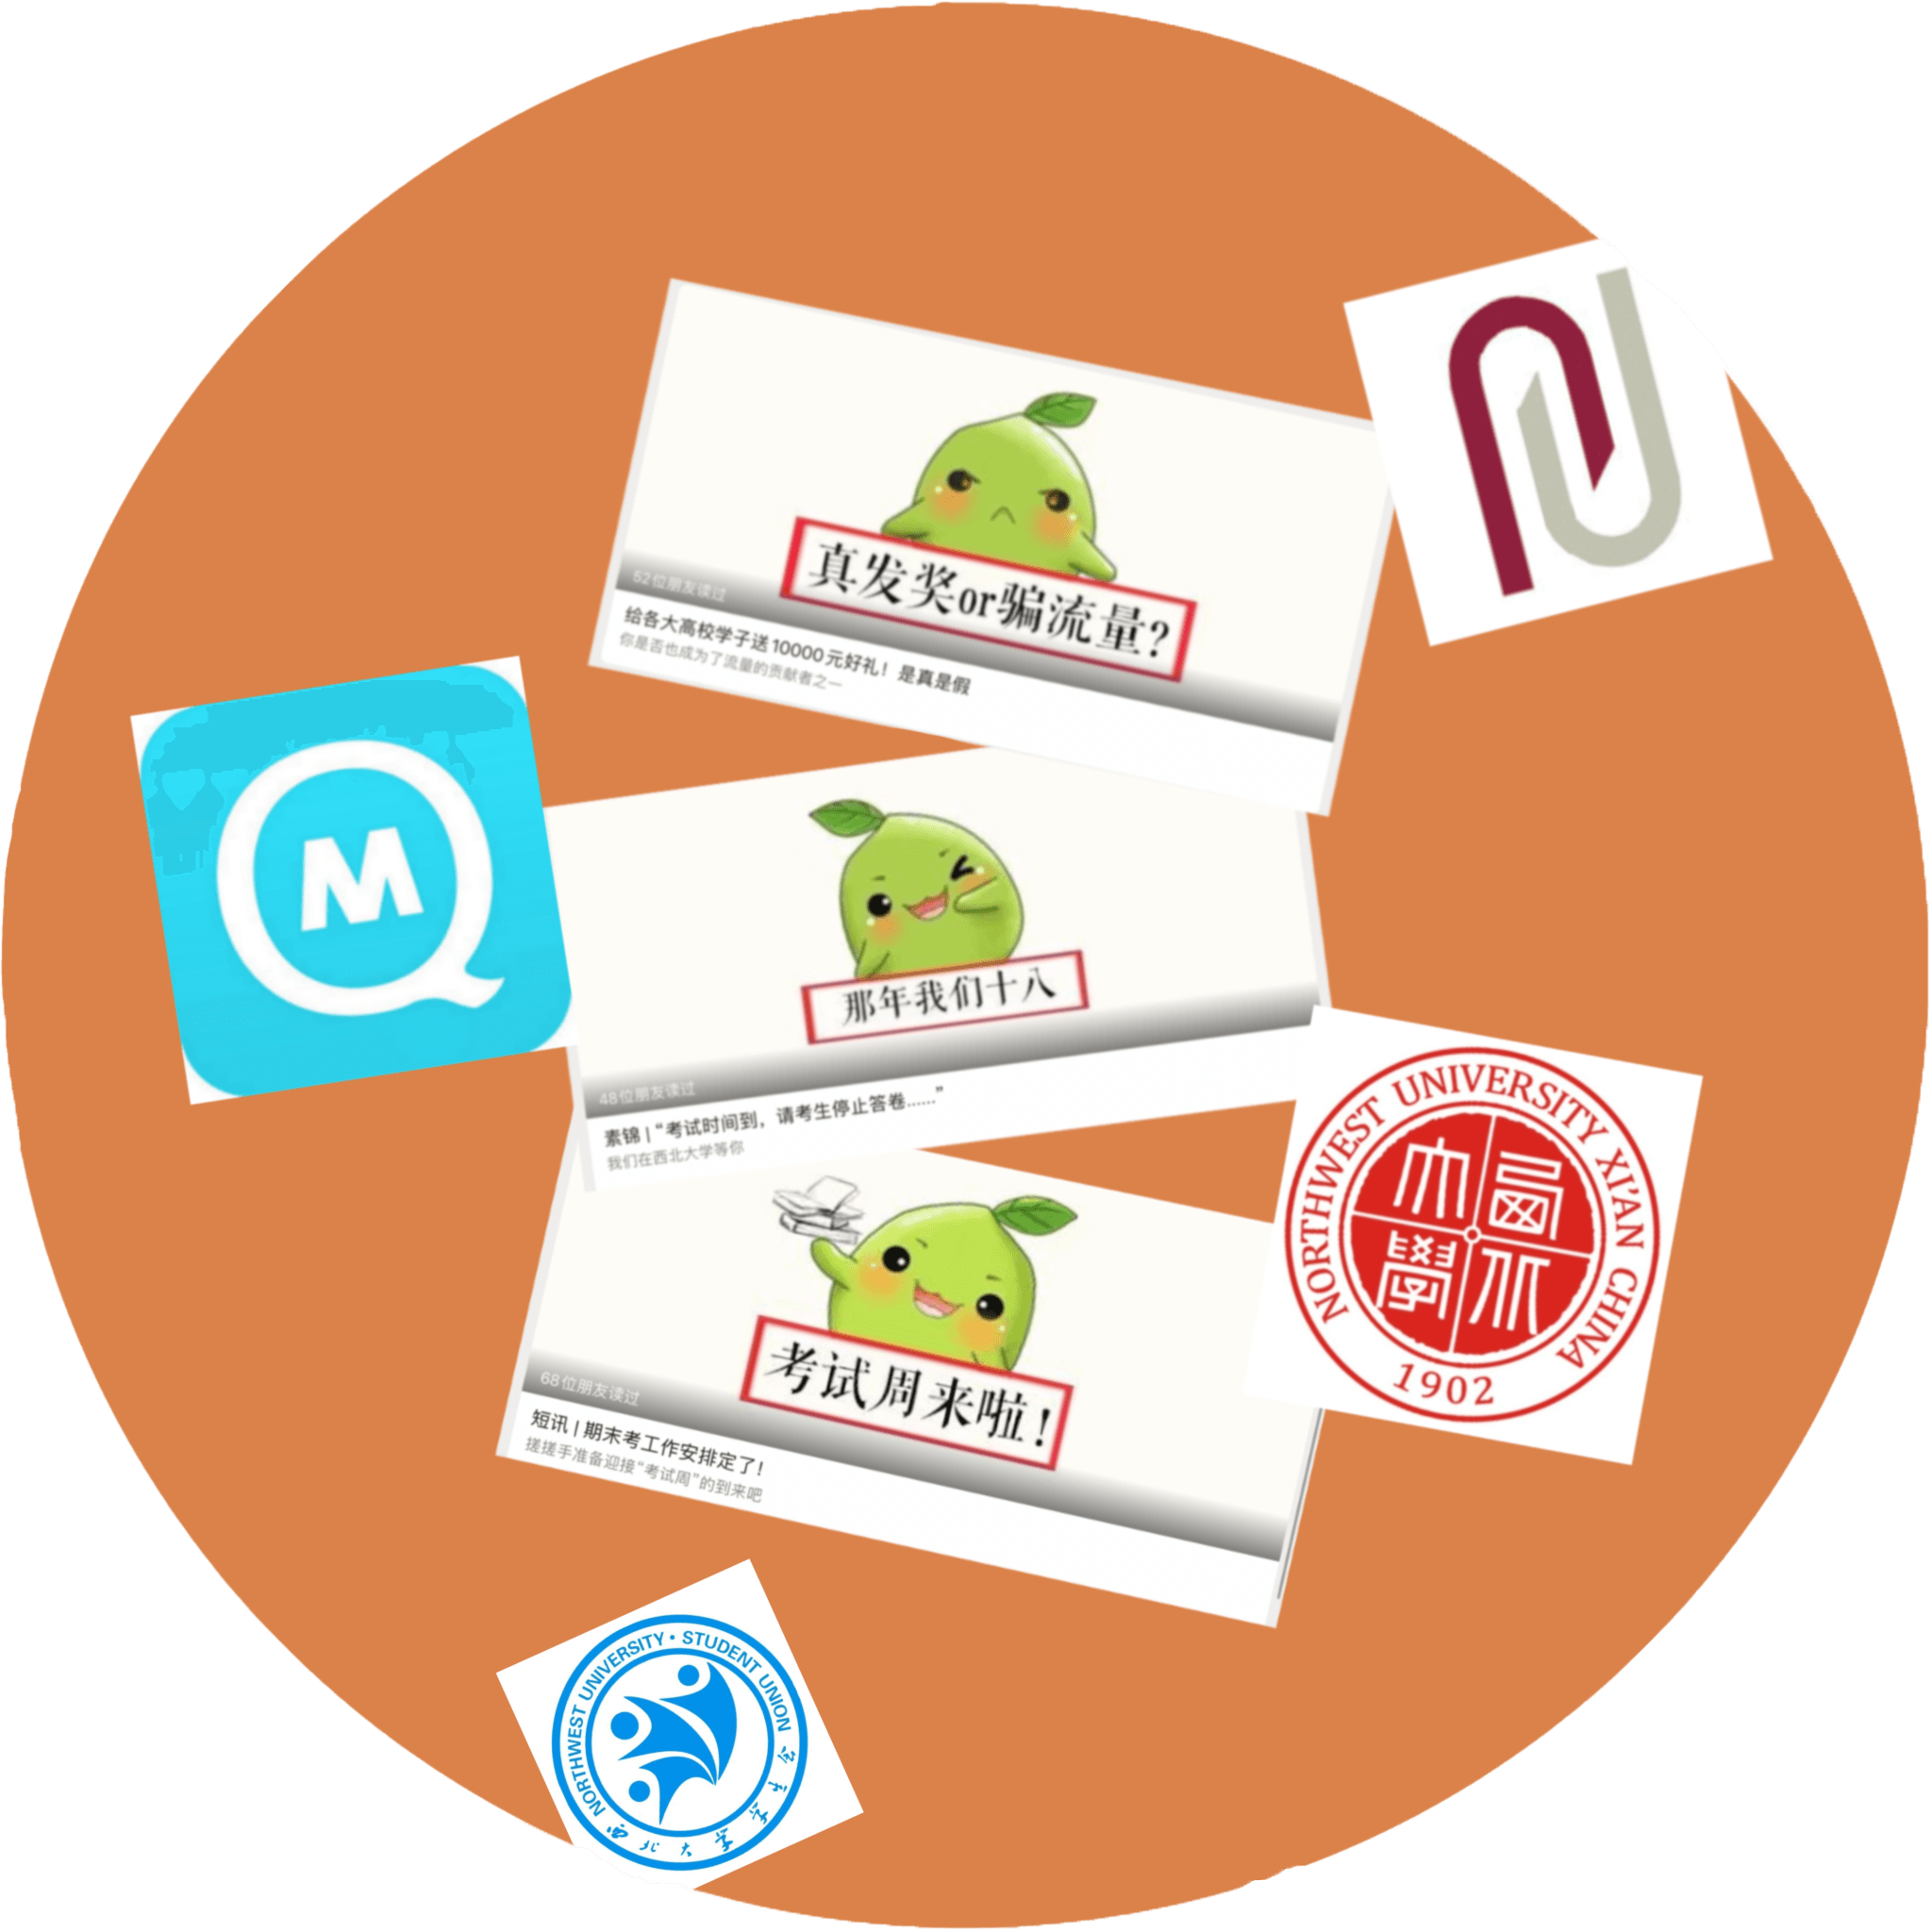 真发奖or骗流量?
52位朋友读过
给各大高校学子送10000元好礼！是真是假
你是否也成为了流量的贡献者之一
M
那年我们十八
48位朋友读过
素锦 | “考试时间到，请考生停止答卷……”
我们在西北大学等你
NORTHWEST UNIVERSITY XI'AN CHINA
西北大學
1902
考试周来啦!
68位朋友读过
短讯 | 期末考工作安排定了！
搓搓手准备迎接“考试周”的到来吧
NORTHWEST UNIVERSITY·STUDENT UNION
西北大学学生会